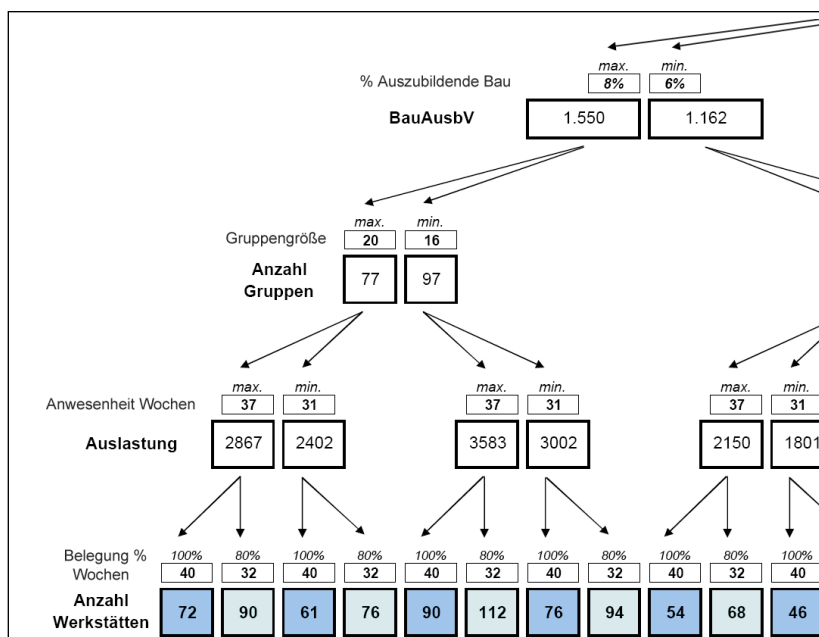 max. min.
% Auszubildende Bau 8% 6%
BauAusbV 1.550 1.162
max. min.
Gruppengröße 20 16
Anzahl
Gruppen 77 97
max. min. max. min. max. min.
Anwesenheit Wochen 37 31 37 31 37 31
Auslastung 2867 2402 3583 3002 2150 1801
Belegung % 100% 80% 100% 80% 100% 80% 100% 80% 100% 80% 100%
Wochen 40 32 40 32 40 32 40 32 40 32 40
Anzahl
Werkstätten 72 90 61 76 90 112 76 94 54 68 46